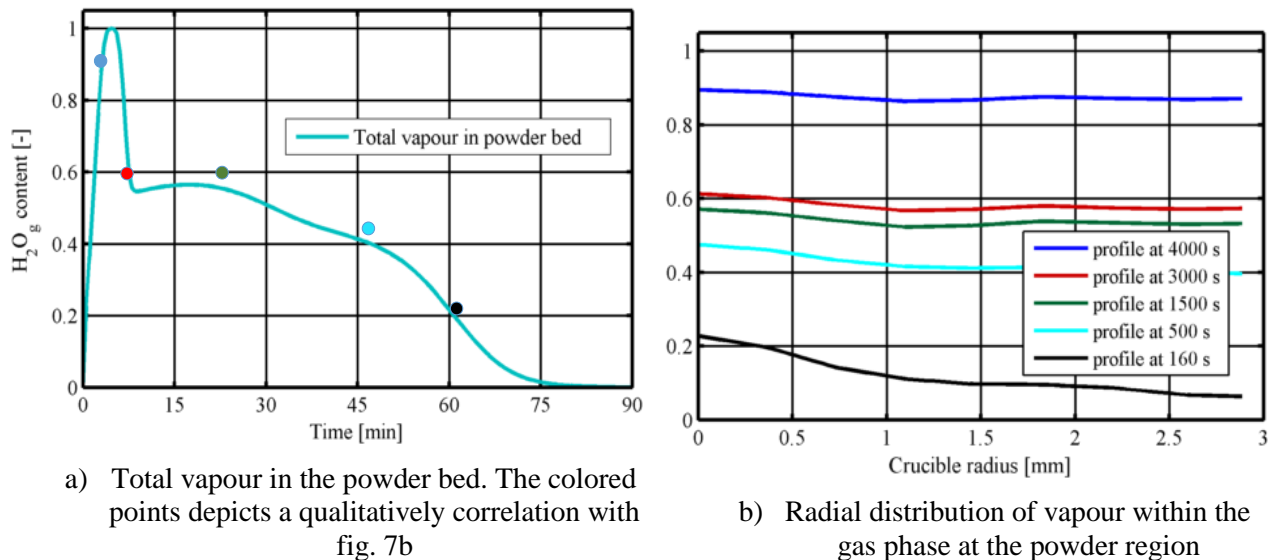 1
0.8
0.6
0.4
0.2
0
H2Og content [-]
Total vapour in powder bed
0 15 30 45 60 75 90
Time [min]
a) Total vapour in the powder bed. The colored
points depicts a qualitatively correlation with
fig. 7b
1
0.8
0.6
0.4
0.2
0
profile at 4000 s
profile at 3000 s
profile at 1500 s
profile at 500 s
profile at 160 s
0 0.5 1 1.5 2 2.5 3
Crucible radius [mm]
b) Radial distribution of vapour within the
gas phase at the powder region